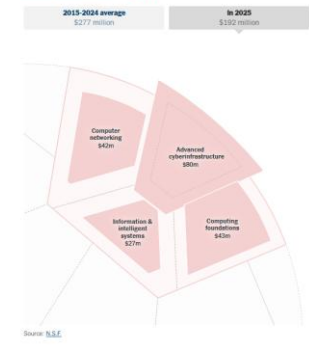 2015-2024 average
$277 million
In 2025
$192 million
Computer
networking
$42m
Advanced
cyberinfrastructure
$80m
Information &
intelligent
systems
$27m
Computing
foundations
$43m
Source: N.S.F.